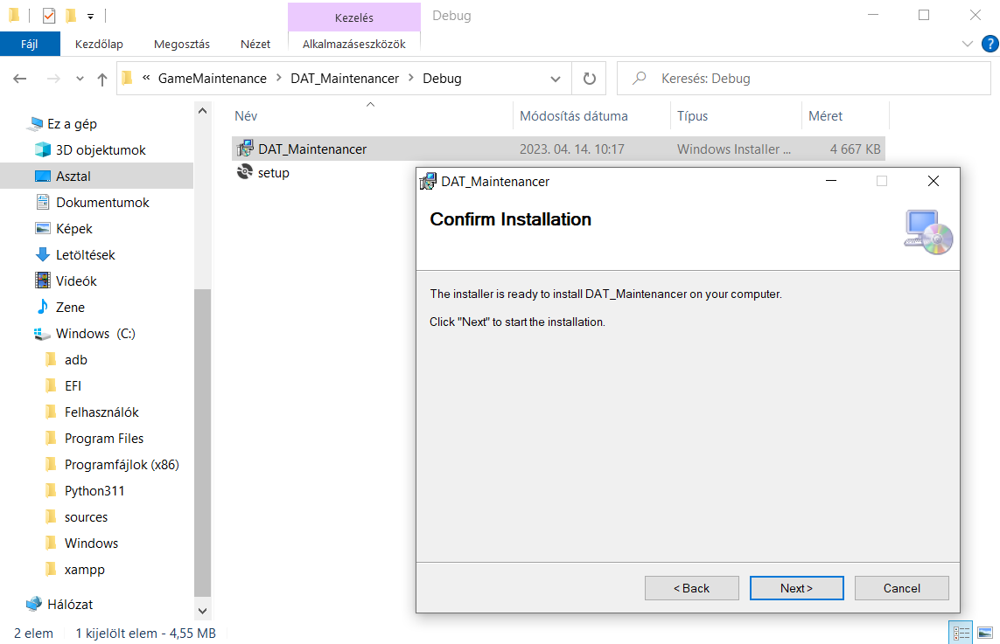 Kezelés
Debug
Fájl
Kezdőlap
Megosztás
Nézet
Alkalmazáseszközök
« GameMaintenance > DAT_Maintenancer > Debug
Keresés: Debug
Ez a gép
3D objektumok
Asztal
Dokumentumok
Képek
Letöltések
Videók
Zene
Windows (C:)
adb
EFI
Felhasználók
Program Files
Programfájlok (x86)
Python311
sources
Windows
xampp
Hálózat
Név Módosítás dátuma Típus Méret
DAT_Maintenancer 2023. 04. 14. 10:17 Windows Installer ... 4 667 KB
setup
DAT_Maintenancer
Confirm Installation
The installer is ready to install DAT_Maintenancer on your computer.
Click "Next" to start the installation.
< Back
Next >
Cancel
2 elem 1 kijelölt elem - 4,55 MB